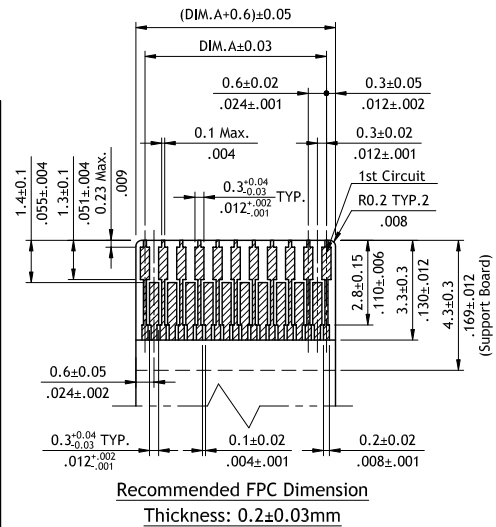 (DIM.A+0.6)±0.05
DIM.A±0.03
0.6±0.02
.024±.001
0.3±0.05
.012±.002
0.1 Max.
.004
0.3±0.02
.012±.001
1st Circuit
R0.2 TYP.2
.008
0.3+0.04-0.03 TYP.
.012+.002-.001
1.4±0.1
.055±.004
1.3±0.1
.051±.004
0.23 Max.
.009
2.8±0.15
.110±.006
3.3±0.3
.130±.012
4.3±0.3
.169±.012
(Support Board)
0.6±0.05
.024±.002
0.3+0.04-0.03 TYP.
.012+.002-.001
0.1±0.02
.004±.001
0.2±0.02
.008±.001
Recommended FPC Dimension
Thickness: 0.2±0.03mm